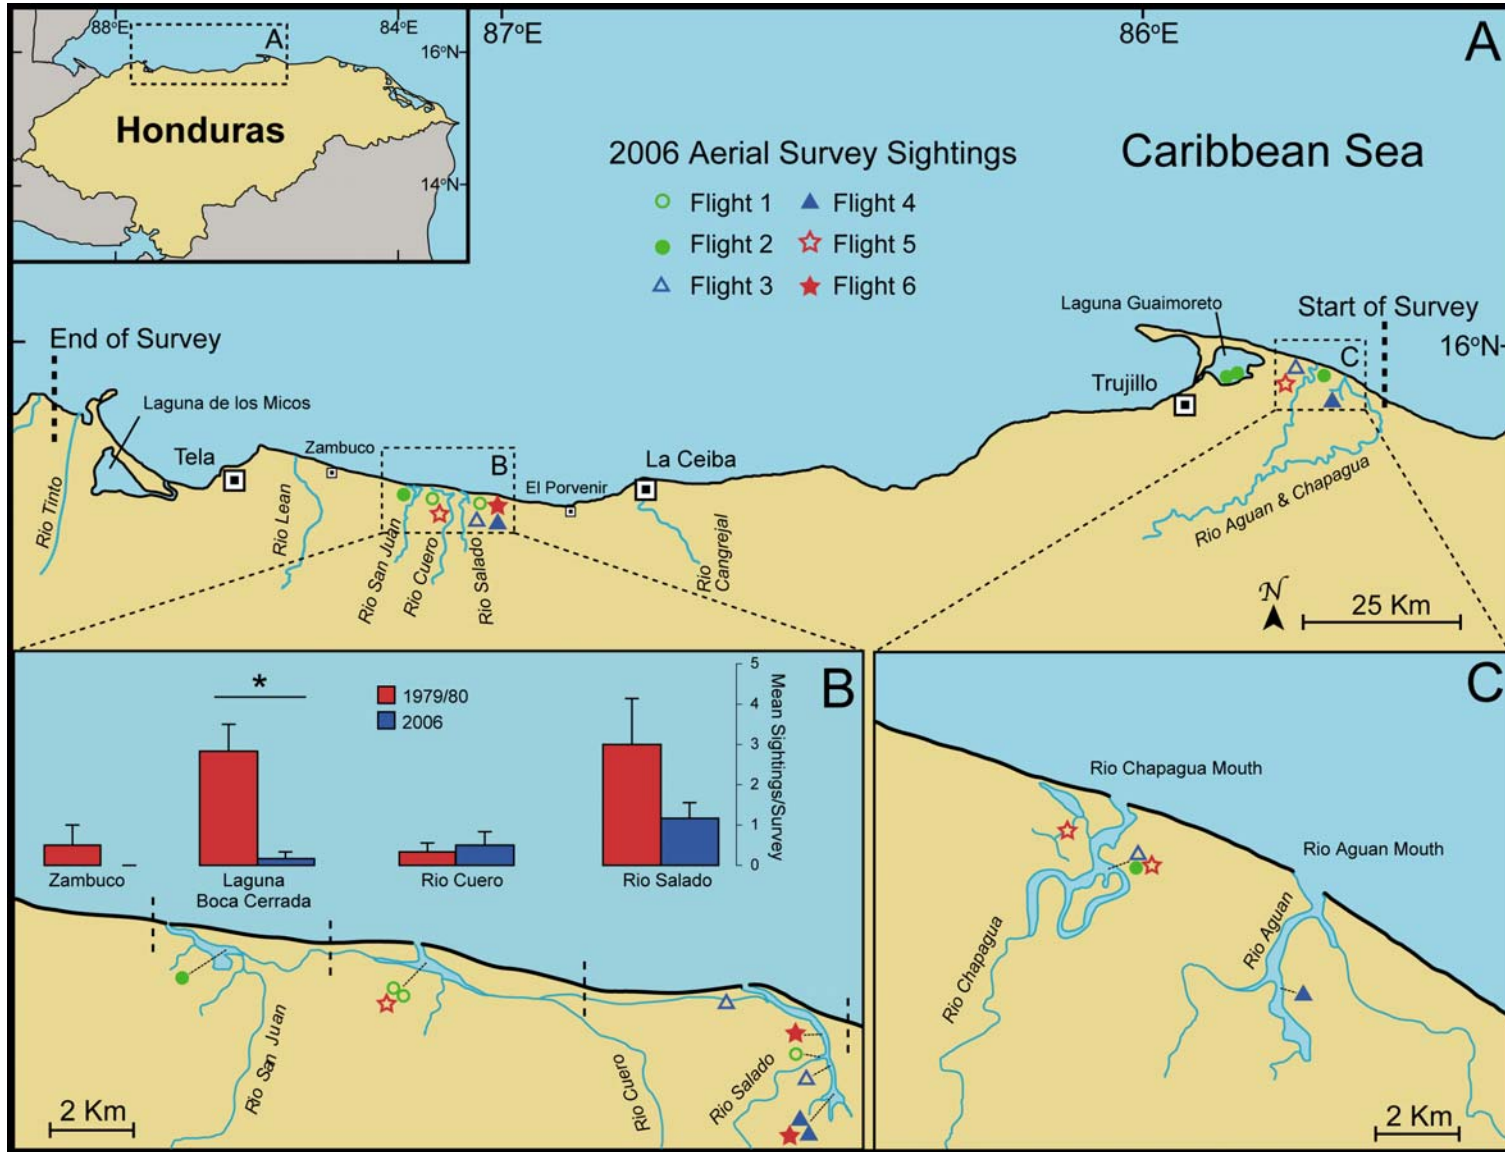 88°E
84°E
A
16°N
Honduras
14°N
87°E
86°E
A
Caribbean Sea
2006 Aerial Survey Sightings
Flight 1
Flight 4
Flight 2
Flight 5
Flight 3
Flight 6
Laguna Guaimoreto
Start of Survey
16°N
End of Survey
C
Trujillo
Laguna de los Micos
Tela
Zambuco
B
La Ceiba
El Porvenir
Rio Tinto
Rio Lean
Rio San Juan
Rio Cuero
Rio Salado
Rio
Cangrejal
Rio Aguan & Chapagua
N
25 Km
B
*
1979/80
2006
5
4
3
2
1
0
Mean Sightings/Survey
Zambuco
Laguna
Boca Cerrada
Rio Cuero
Rio Salado
Rio San Juan
Rio Cuero
Rio Salado
2 Km
C
Rio Chapagua Mouth
Rio Aguan Mouth
Rio Chapagua
Rio Aguan
2 Km